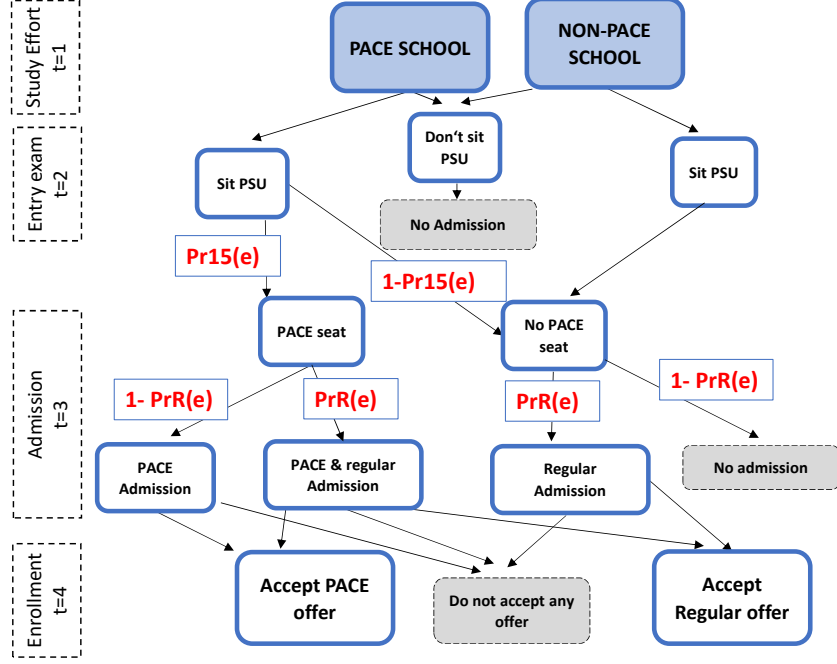 Study Effort
t=1
PACE SCHOOL
NON-PACE
SCHOOL
Entry exam
t=2
Sit PSU
Don‘t sit
PSU
Sit PSU
No Admission
Pr15(e)
1-Pr15(e)
Admission
t=3
PACE seat
No PACE
seat
1- PrR(e)
PrR(e)
PrR(e)
1- PrR(e)
PACE
Admission
PACE & regular
Admission
Regular
Admission
No admission
Enrollment
t=4
Accept PACE
offer
Do not accept any
offer
Accept
Regular offer